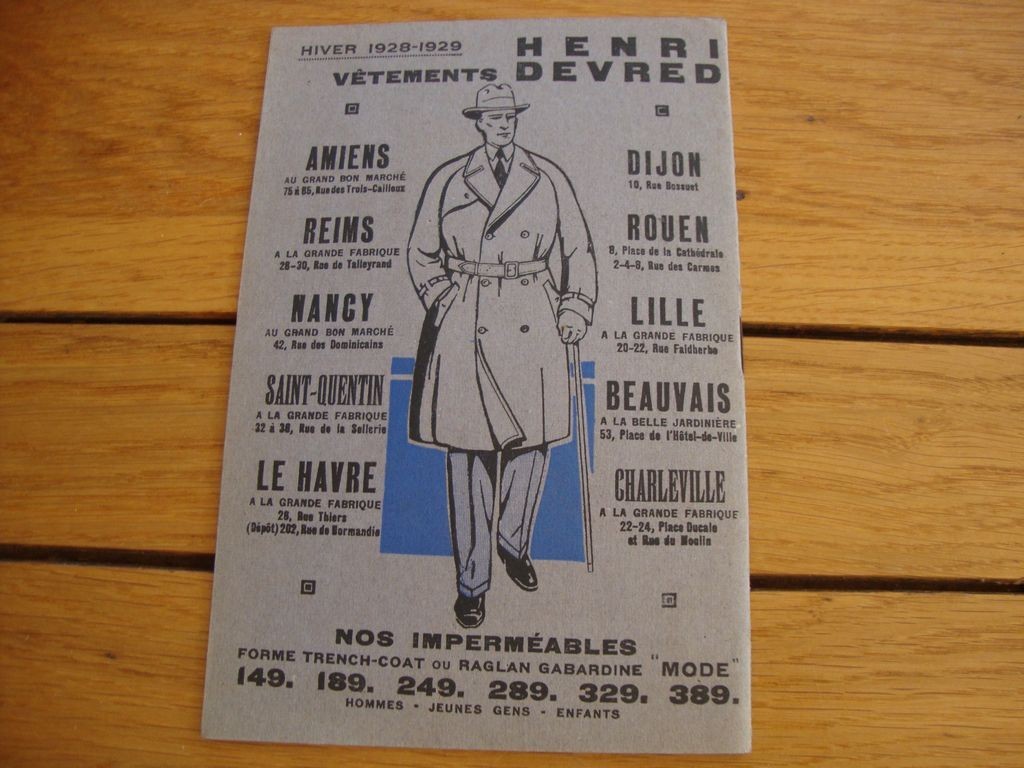 HIVER 1928-1929
HENRI
VÊTEMENTS DEVRED
AMIENS
AU GRAND BON MARCHÉ
75 à 85, Rue des Trois-Cailloux
REIMS
A LA GRANDE FABRIQUE
28-30, Rue de Talleyrand
NANCY
AU GRAND BON MARCHÉ
42, Rue des Dominicains
SAINT-QUENTIN
A LA GRANDE FABRIQUE
32 à 38, Rue de la Sellerie
LE HAVRE
A LA GRANDE FABRIQUE
28, Rue Thiers
(Dépôt) 202, Rue de Normandie
DIJON
10, Rue Bossuet
ROUEN
8, Place de la Cathédrale
2-4-8, Rue des Carmes
LILLE
A LA GRANDE FABRIQUE
20-22, Rue Faidherbe
BEAUVAIS
A LA BELLE JARDINIÈRE
53, Place de l'Hôtel-de-Ville
CHARLEVILLE
A LA GRANDE FABRIQUE
22-24, Place Ducale
et Rue du Moulin
NOS IMPERMÉABLES
FORME TRENCH-COAT OU RAGLAN GABARDINE "MODE"
149. 189. 249. 289. 329. 389.
HOMMES - JEUNES GENS - ENFANTS